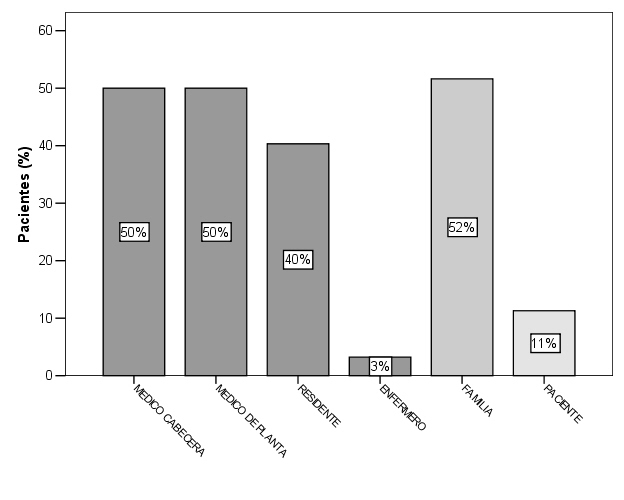 60
50
40
30
20
10
0
Pacientes (%)
50%
50%
40%
3%
52%
11%
MEDICO CABECERA
MEDICO DE PLANTA
RESIDENTE
ENFERMERO
FAMILIA
PACIENTE